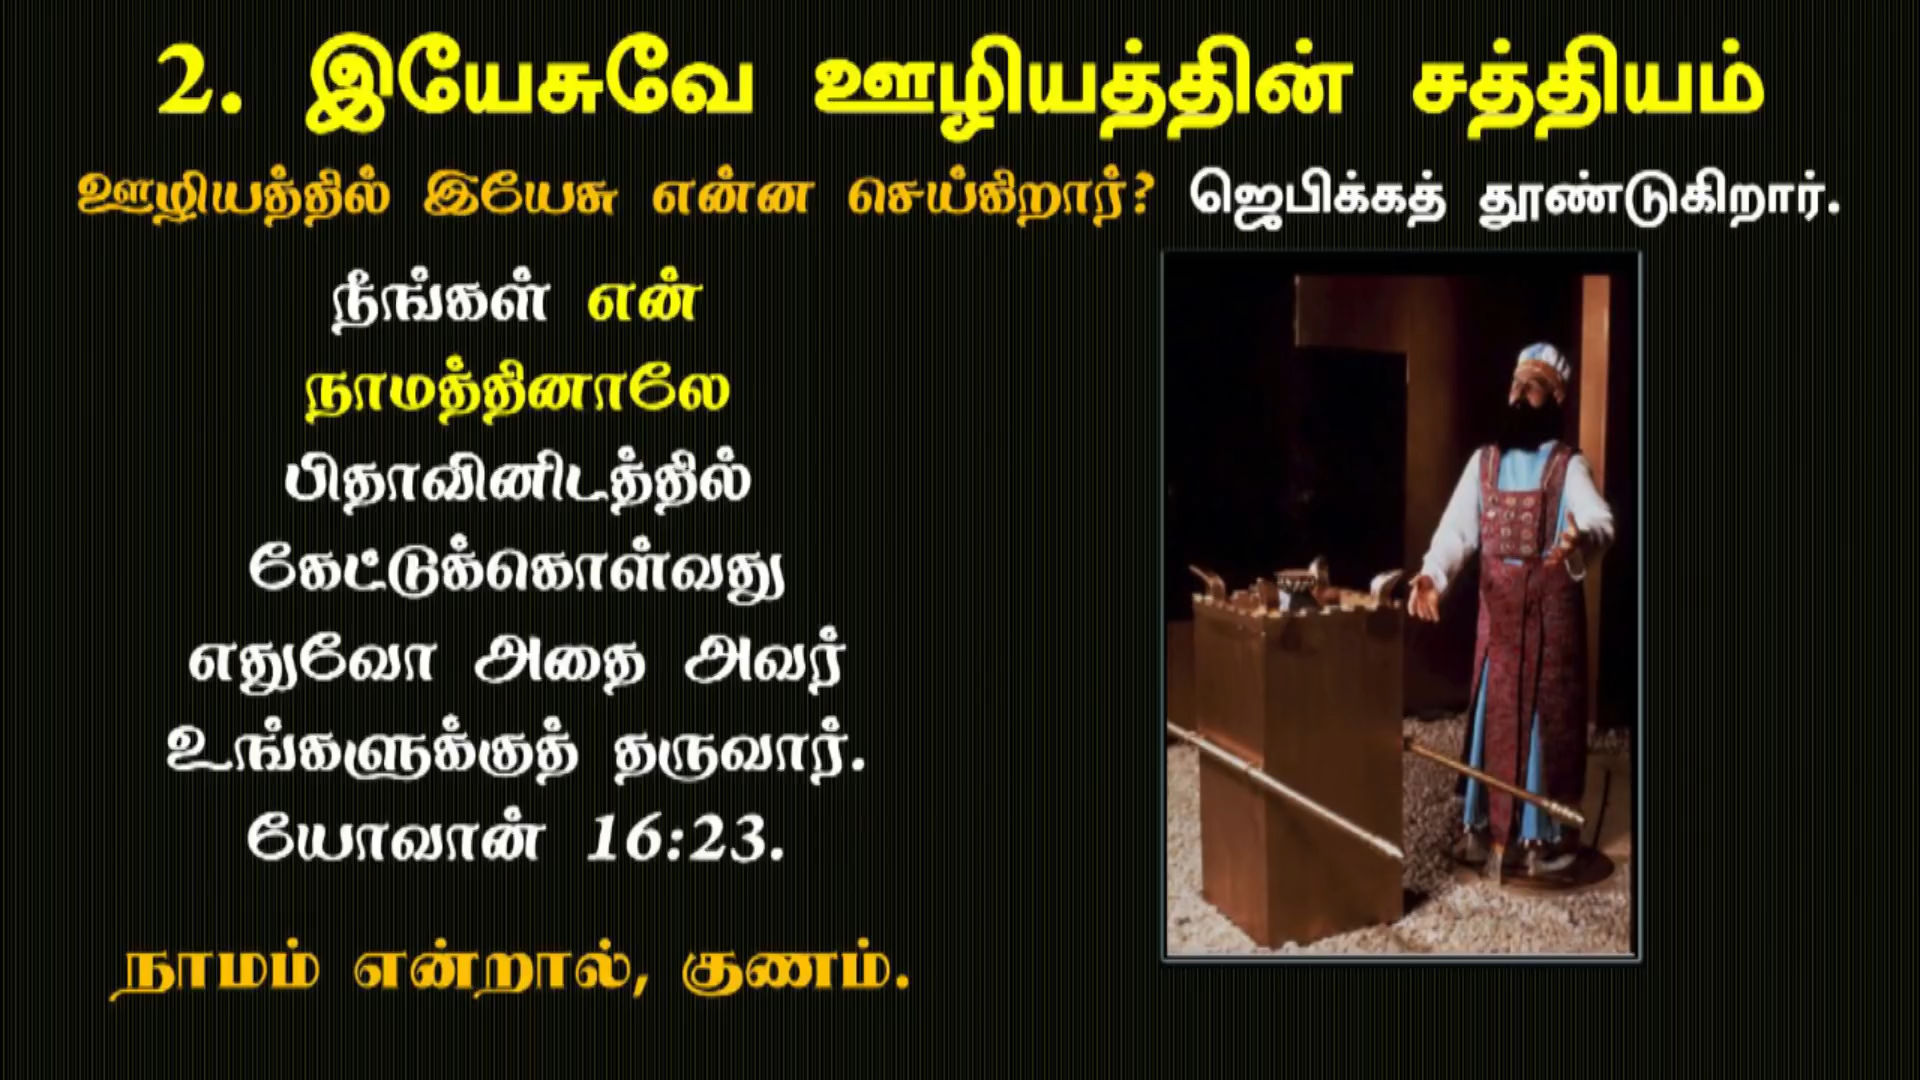 2. இயேசுவே ஊழியத்தின் சத்தியம்
ஊழியத்தில் இயேசு என்ன செய்கிறார்? ஜெபிக்கத் தூண்டுகிறார்.
நீங்கள் என்
நாமத்தினாலே
பிதாவினிடத்தில்
கேட்டுக்கொள்வது
எதுவோ அதை அவர்
உங்களுக்குத் தருவார்.
யோவான் 16:23.
நாமம் என்றால், குணம்.